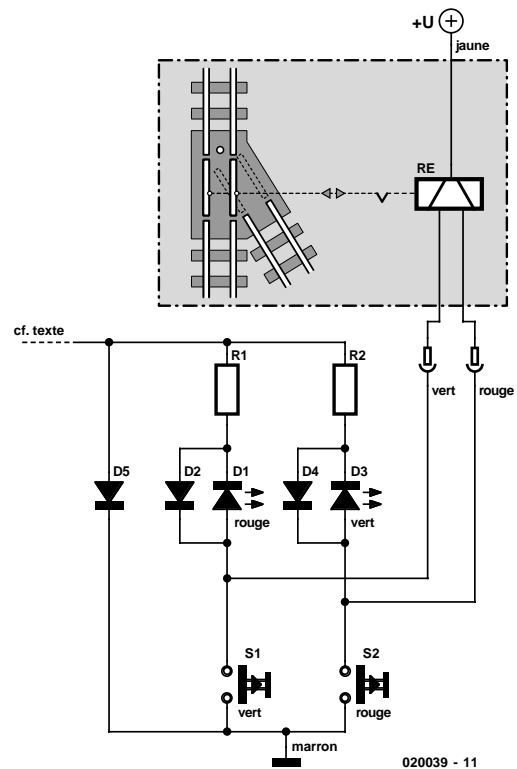 +U
jaune
RE
cf. texte
R1
R2
vert
rouge
D5
D2
D1
D4
D3
rouge
vert
S1
S2
vert
rouge
marron
020039 - 11